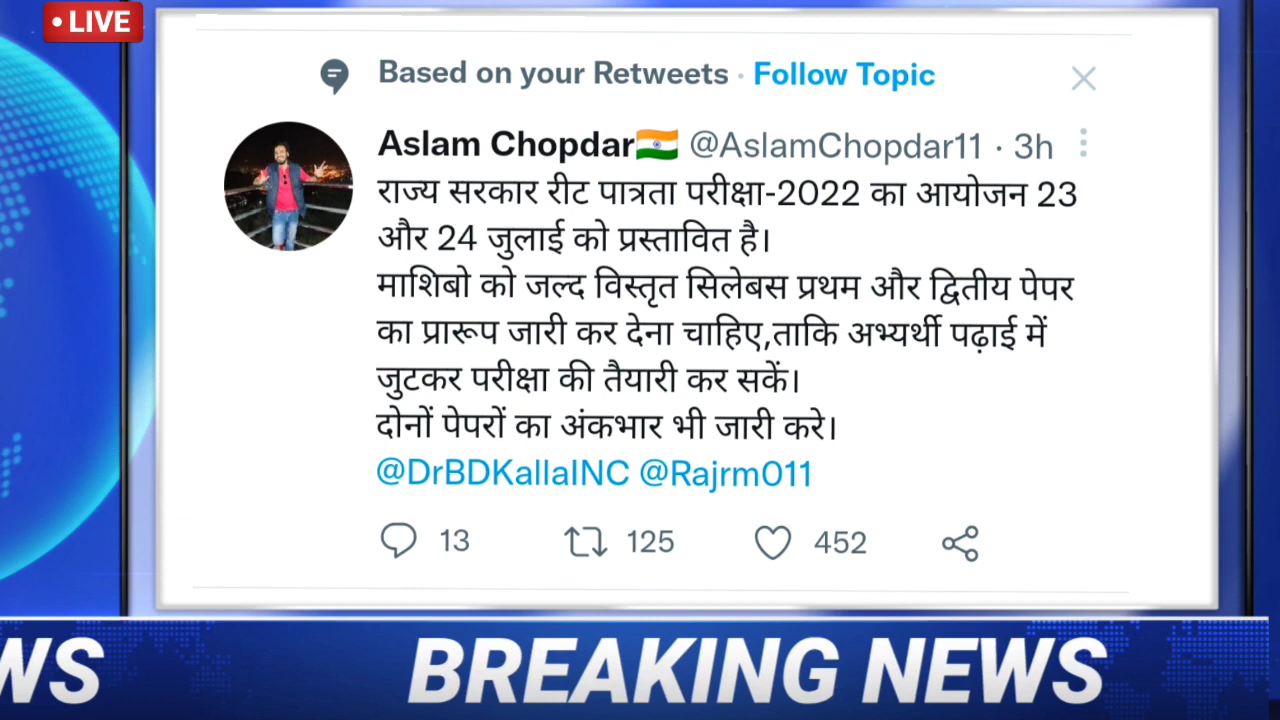 • LIVE
Based on your Retweets · Follow Topic
Aslam Chopdar🇮🇳 @AslamChopdar11 · 3h
राज्य सरकार रीट पात्रता परीक्षा-2022 का आयोजन 23
और 24 जुलाई को प्रस्तावित है।
माशिबो को जल्द विस्तृत सिलेबस प्रथम और द्वितीय पेपर
का प्रारूप जारी कर देना चाहिए,ताकि अभ्यर्थी पढ़ाई में
जुटकर परीक्षा की तैयारी कर सकें।
दोनों पेपरों का अंकभार भी जारी करे।
@DrBDKallaINC @Rajrm011
13 125 452
WS BREAKING NEWS